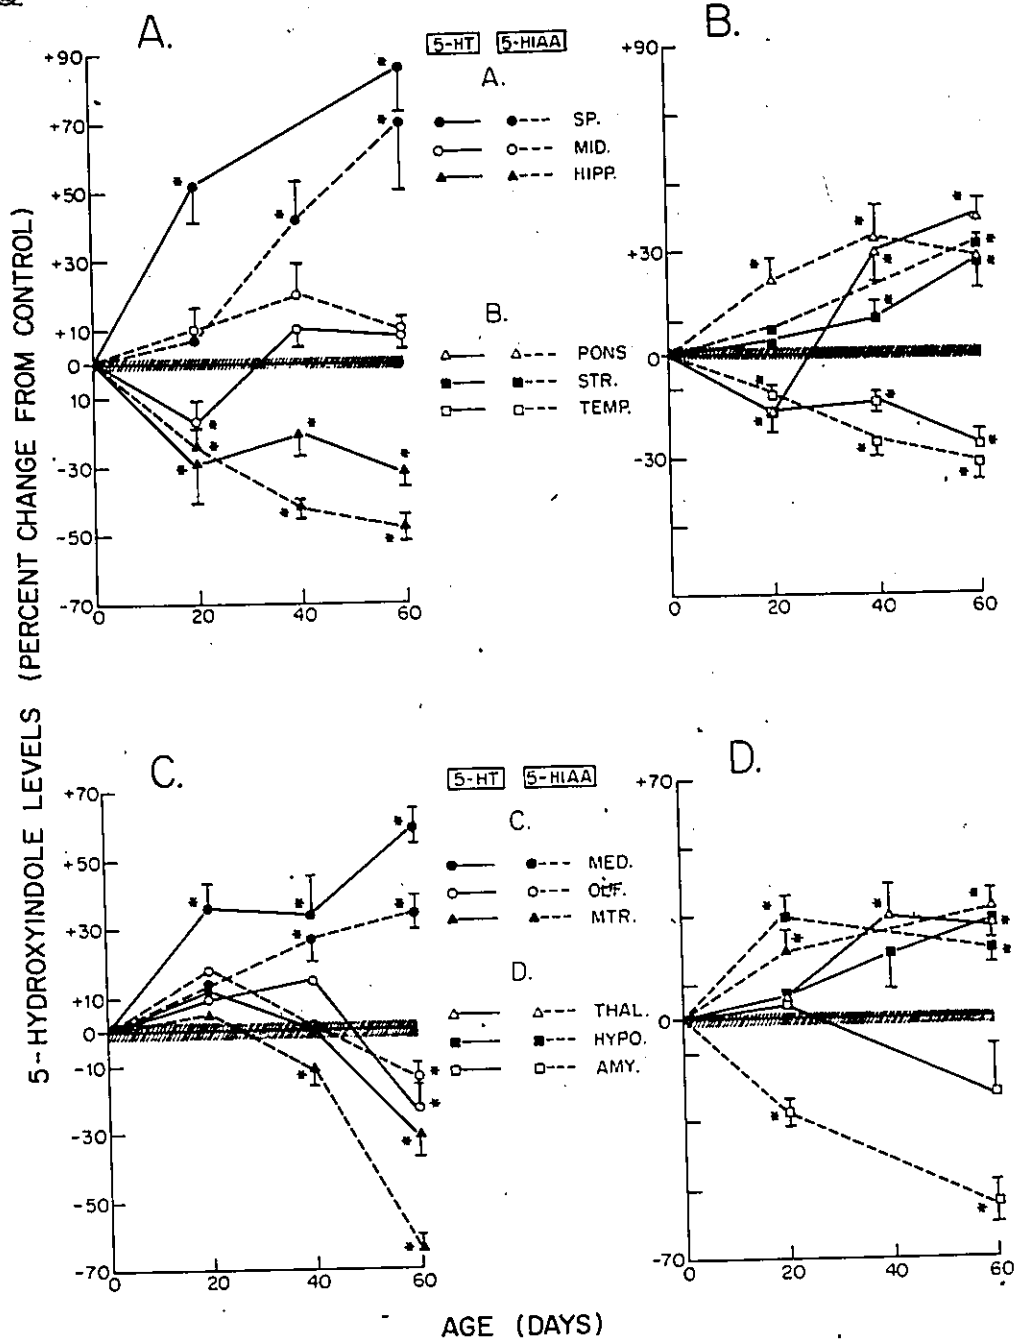 A.
B.
5-HT 5-HIAA
A.
SP.
MID.
HIPP.
B.
PONS
STR.
TEMP.
+90
+70
+50
+30
+10
0
10
-30
-50
-70
0 20 40 60
+90
+30
0
-30
0 20 40 60
5-HYDROXYINDOLE LEVELS (PERCENT CHANGE FROM CONTROL)
C.
D.
5-HT 5-HIAA
C.
MED.
OLF.
MTR.
D.
THAL.
HYPO.
AMY.
+70
+50
+30
+10
0
-10
-30
-50
-70
0 20 40 60
+70
0
-70
0 20 40 60
AGE (DAYS)